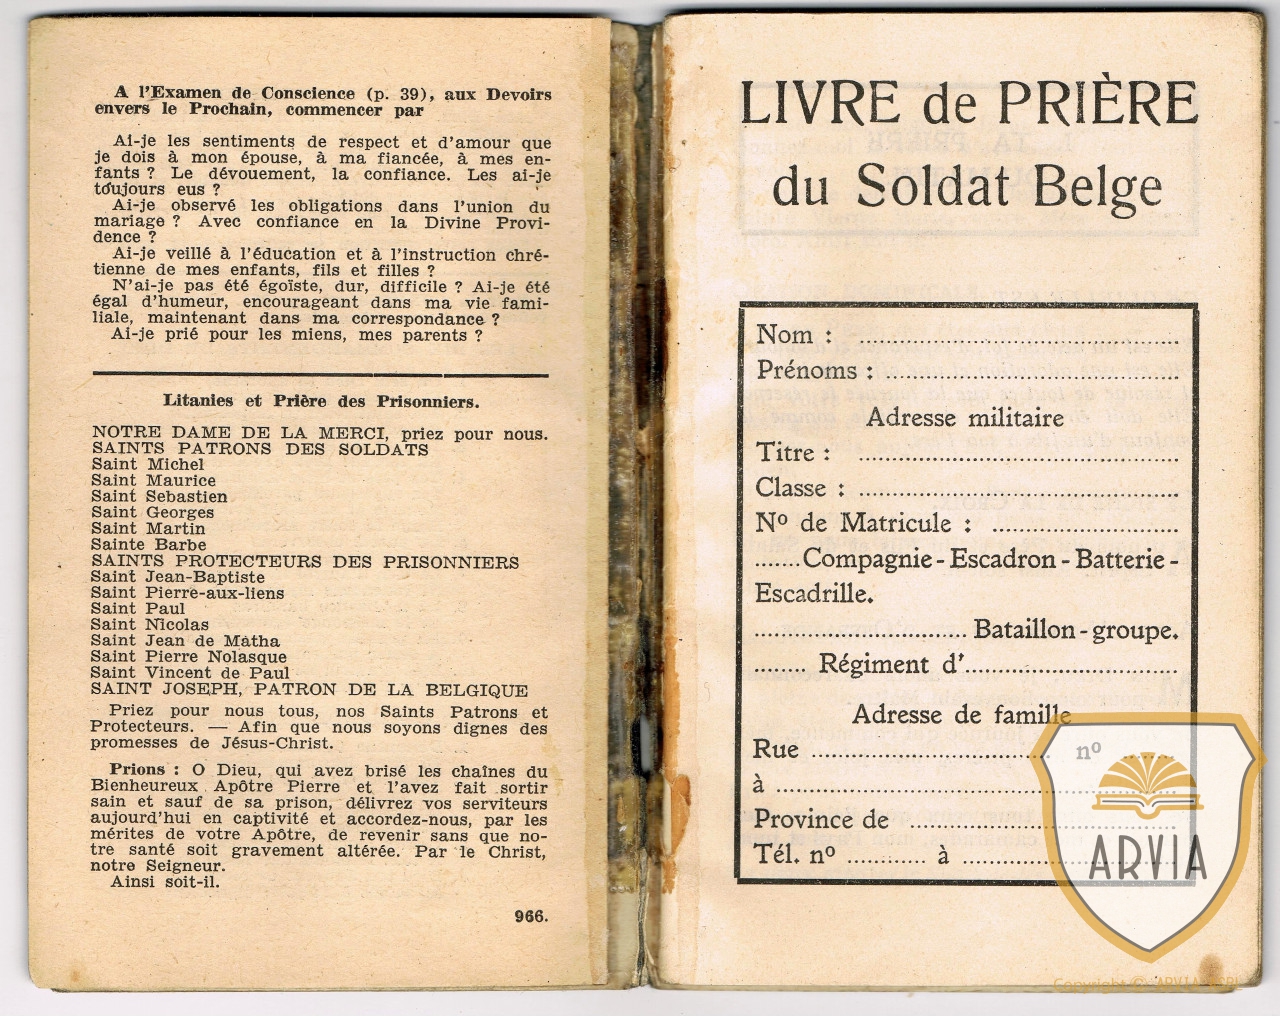 A l'Examen de Conscience (p. 39), aux Devoirs
envers le Prochain, commencer par
Ai-je les sentiments de respect et d'amour que
je dois à mon épouse, à ma fiancée, à mes en-
fants ? Le dévouement, la confiance. Les ai-je
toujours eus ?
Ai-je observé les obligations dans l'union du
mariage ? Avec confiance en la Divine Provi-
dence ?
Ai-je veillé à l'éducation et à l'instruction chré-
tienne de mes enfants, fils et filles ?
N'ai-je pas été égoïste, dur, difficile ? Ai-je été
égal d'humeur, encourageant dans ma vie fami-
liale, maintenant dans ma correspondance ?
Ai-je prié pour les miens, mes parents ?
Litanies et Prière des Prisonniers.
NOTRE DAME DE LA MERCI, priez pour nous.
SAINTS PATRONS DES SOLDATS
Saint Michel
Saint Maurice
Saint Sebastien
Saint Georges
Saint Martin
Sainte Barbe
SAINTS PROTECTEURS DES PRISONNIERS
Saint Jean-Baptiste
Saint Pierre-aux-liens
Saint Paul
Saint Nicolas
Saint Jean de Matha
Saint Pierre Nolasque
Saint Vincent de Paul
SAINT JOSEPH, PATRON DE LA BELGIQUE
Priez pour nous tous, nos Saints Patrons et
Protecteurs. — Afin que nous soyons dignes des
promesses de Jésus-Christ.
Prions : O Dieu, qui avez brisé les chaînes du
Bienheureux Apôtre Pierre et l'avez fait sortir
sain et sauf de sa prison, délivrez vos serviteurs
aujourd'hui en captivité et accordez-nous, par les
mérites de votre Apôtre, de revenir sans que no-
tre santé soit gravement altérée. Par le Christ,
notre Seigneur.
Ainsi soit-il.
966.
LIVRE de PRIÈRE
du Soldat Belge
Nom : ........................................
Prénoms : ....................................
Adresse militaire
Titre : ........................................
Classe : ........................................
Nº de Matricule : ........................
.......Compagnie - Escadron - Batterie -
Escadrille.
........................... Bataillon - groupe.
........ Régiment d'...........................
Adresse de famille
Rue .............................. nº ..........
à ..................................................
Province de ..................................
Tél. nº ........... à ...........................
ARVIA
Copyright © ARVIA SPRL